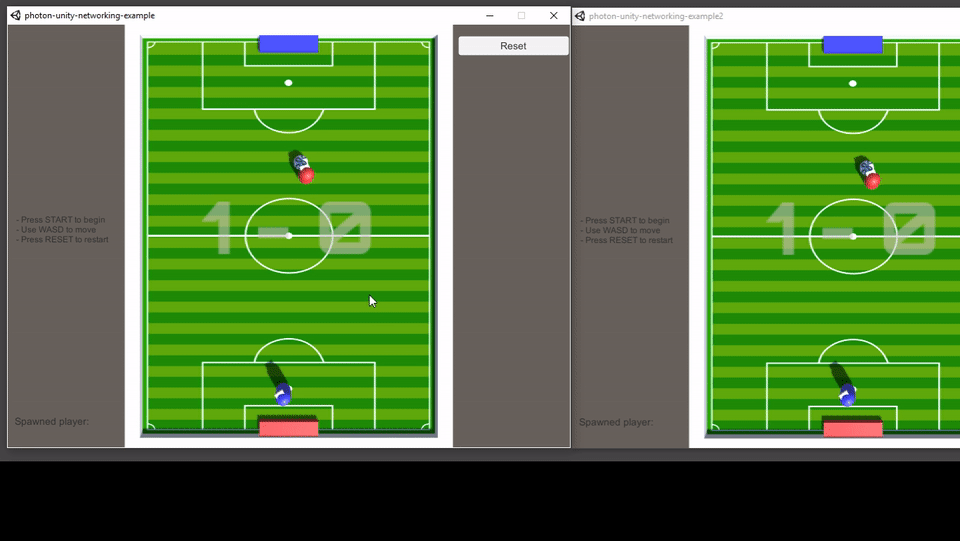 photon-unity-networking-example
Reset
1-0
- Press START to begin
- Use WASD to move
- Press RESET to restart
Spawned player:
photon-unity-networking-example2
1-0
- Press START to begin
- Use WASD to move
- Press RESET to restart
Spawned player: